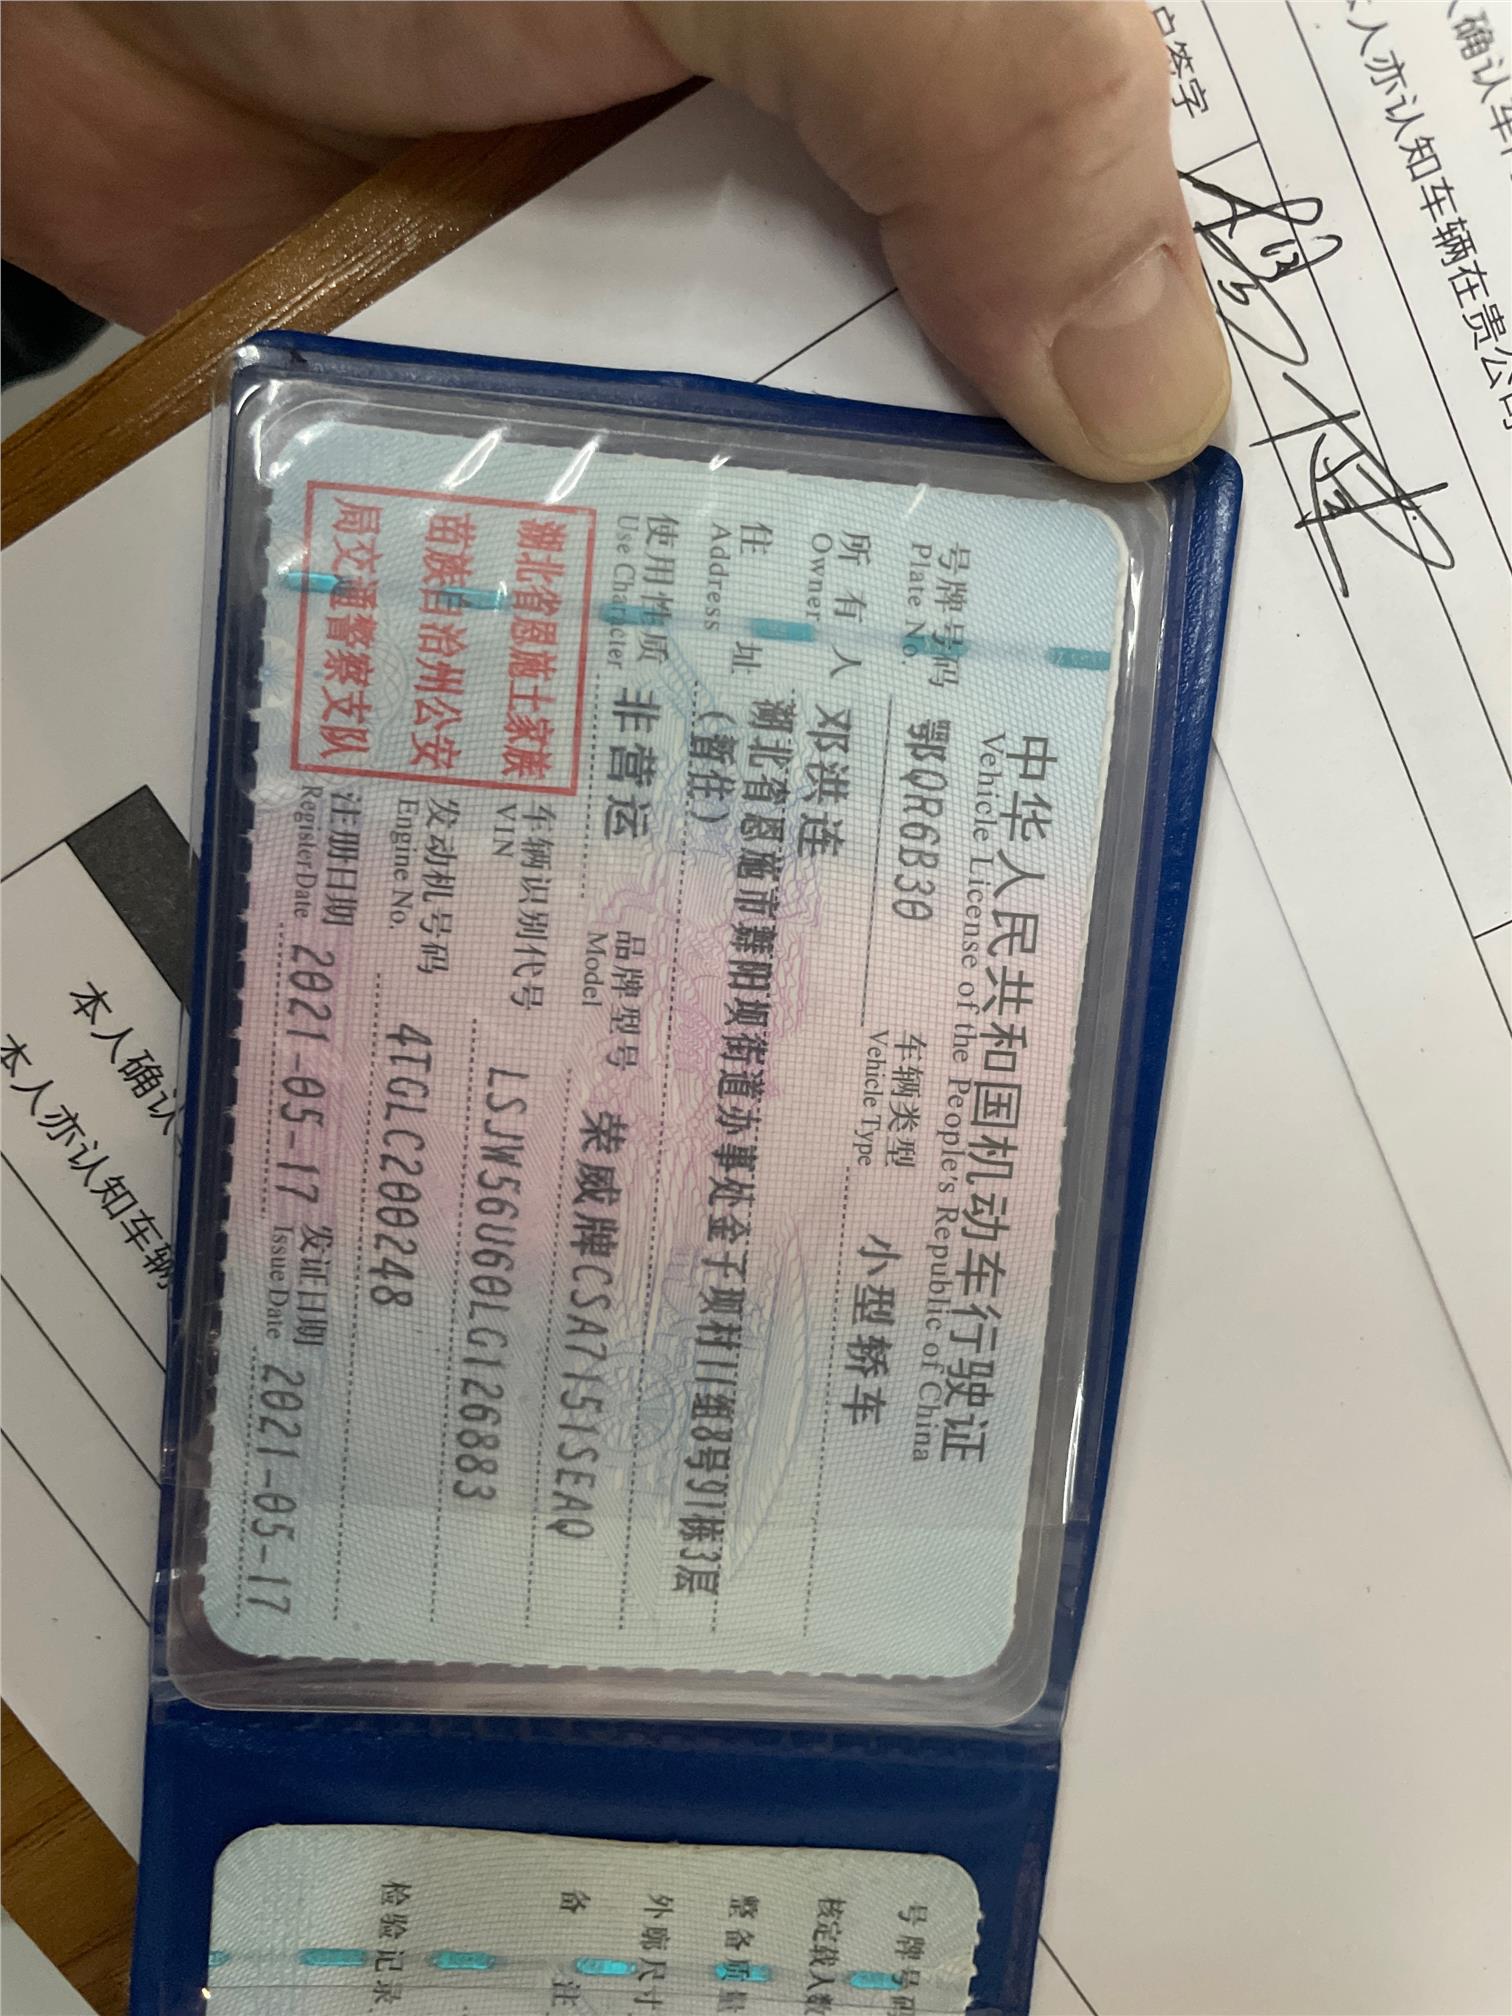 中华人民共和国机动车行驶证
Vehicle License of the People's Republic of China
号牌号码 鄂QR6B30 车辆类型 小型轿车
Plate No. Vehicle Type
所有人 邓洪连
Owner
住址 湖北省恩施市舞阳坝街道办事处金子坝村11组8号91栋3层
Address (暂住)
使用性质 非营运 品牌型号 荣威牌CSA7151SEAQ
Use Character Model
湖北省恩施土家族
苗族自治州公安
局交通警察支队
车辆识别代号 LSJW56U60LG126883
VIN
发动机号码 4TGLC200248
Engine No.
注册日期 2021-05-17 发证日期 2021-05-17
Register Date Issue Date
号牌号码
核定载人数
整备质量
外廓尺寸
备注
检验记录
户签字
人确认车
人亦认知车辆在贵公司
本人确认
本人亦认知车辆